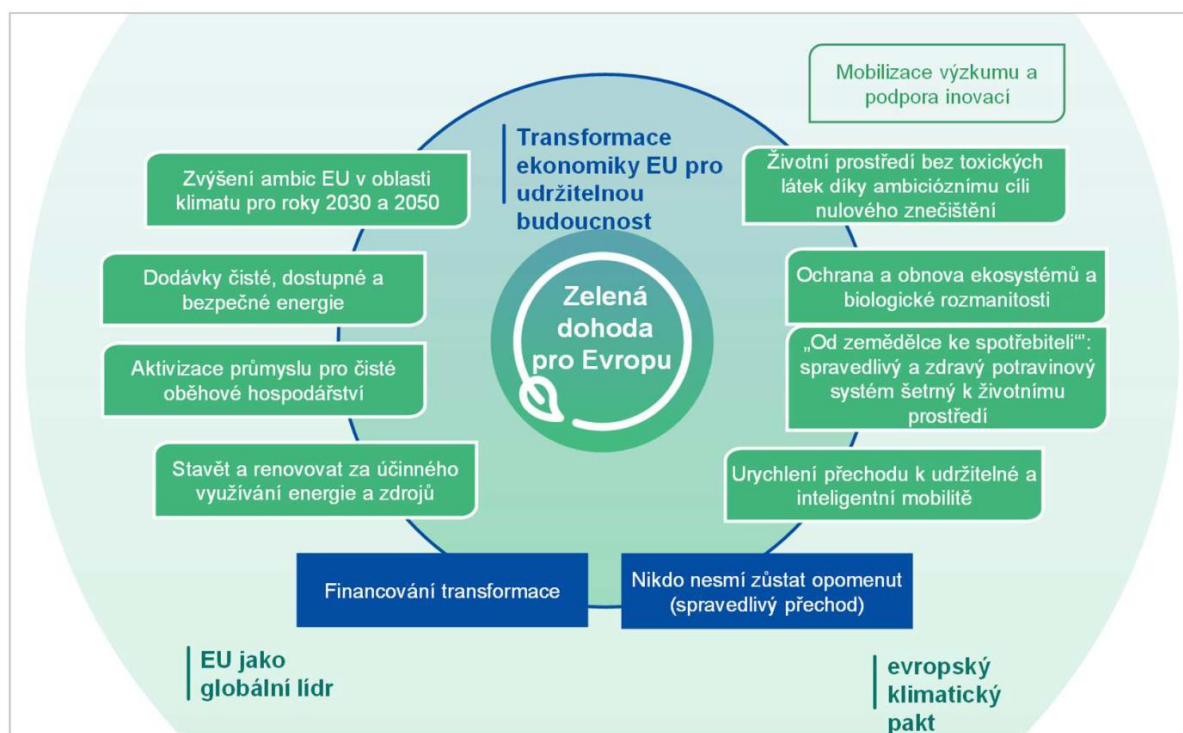 Mobilizace výzkumu a
podpora inovací
Transformace
ekonomiky EU pro
udržitelnou
budoucnost
Zvýšení ambic EU v oblasti
klimatu pro roky 2030 a 2050
Dodávky čisté, dostupné a
bezpečné energie
Aktivizace průmyslu pro čisté
oběhové hospodářství
Stavět a renovovat za účinného
využívání energie a zdrojů
Zelená
dohoda
pro Evropu
Životní prostředí bez toxických
látek díky ambicióznímu cíli
nulového znečištění
Ochrana a obnova ekosystémů a
biologické rozmanitosti
„Od zemědělce ke spotřebiteli“”:
spravedlivý a zdravý potravinový
systém šetrný k životnímu
prostředí
Urychlení přechodu k udržitelné a
inteligentní mobilitě
Financování transformace
Nikdo nesmí zůstat opomenut
(spravedlivý přechod)
EU jako
globální lídr
evropský
klimatický
pakt